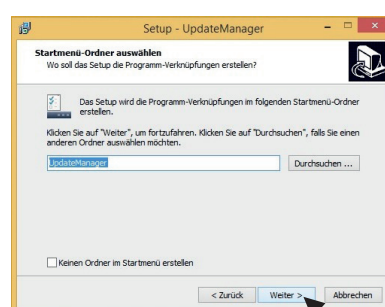 Setup - UpdateManager
Startmenü-Ordner auswählen
Wo soll das Setup die Programm-Verknüpfungen erstellen?
Das Setup wird die Programm-Verknüpfungen im folgenden Startmenü-Ordner
erstellen.
Klicken Sie auf "Weiter", um fortzufahren. Klicken Sie auf "Durchsuchen", falls Sie einen
anderen Ordner auswählen möchten.
UpdateManager
Durchsuchen ...
Keinen Ordner im Startmenü erstellen
< Zurück Weiter > Abbrechen